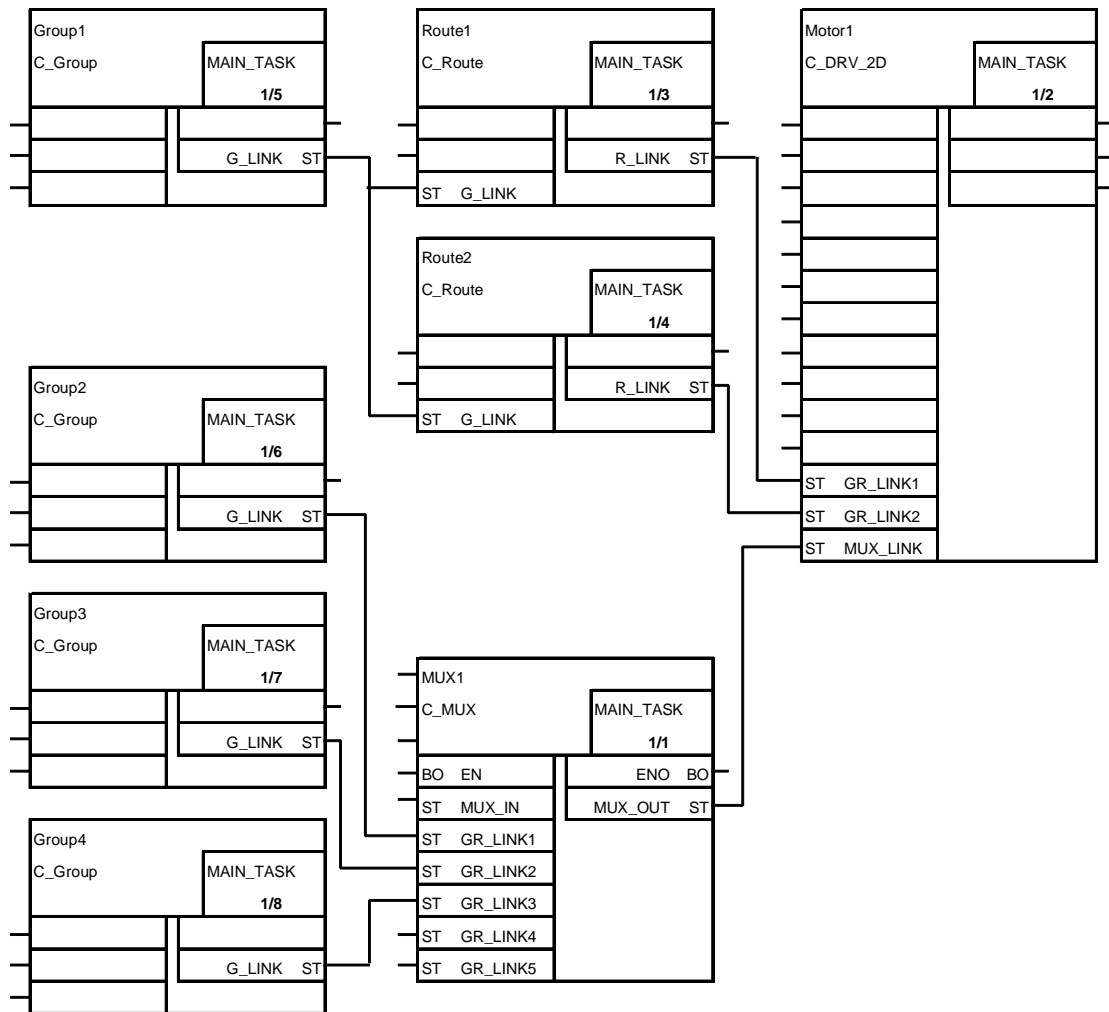 Group1
C_Group MAIN_TASK
1/5
G_LINK ST
Route1
C_Route MAIN_TASK
1/3
R_LINK ST
ST G_LINK
Motor1
C_DRV_2D MAIN_TASK
1/2
ST GR_LINK1
ST GR_LINK2
ST MUX_LINK
Route2
C_Route MAIN_TASK
1/4
R_LINK ST
ST G_LINK
Group2
C_Group MAIN_TASK
1/6
G_LINK ST
Group3
C_Group MAIN_TASK
1/7
G_LINK ST
MUX1
C_MUX MAIN_TASK
1/1
BO EN ENO BO
ST MUX_IN MUX_OUT ST
ST GR_LINK1
ST GR_LINK2
ST GR_LINK3
ST GR_LINK4
ST GR_LINK5
Group4
C_Group MAIN_TASK
1/8
G_LINK ST